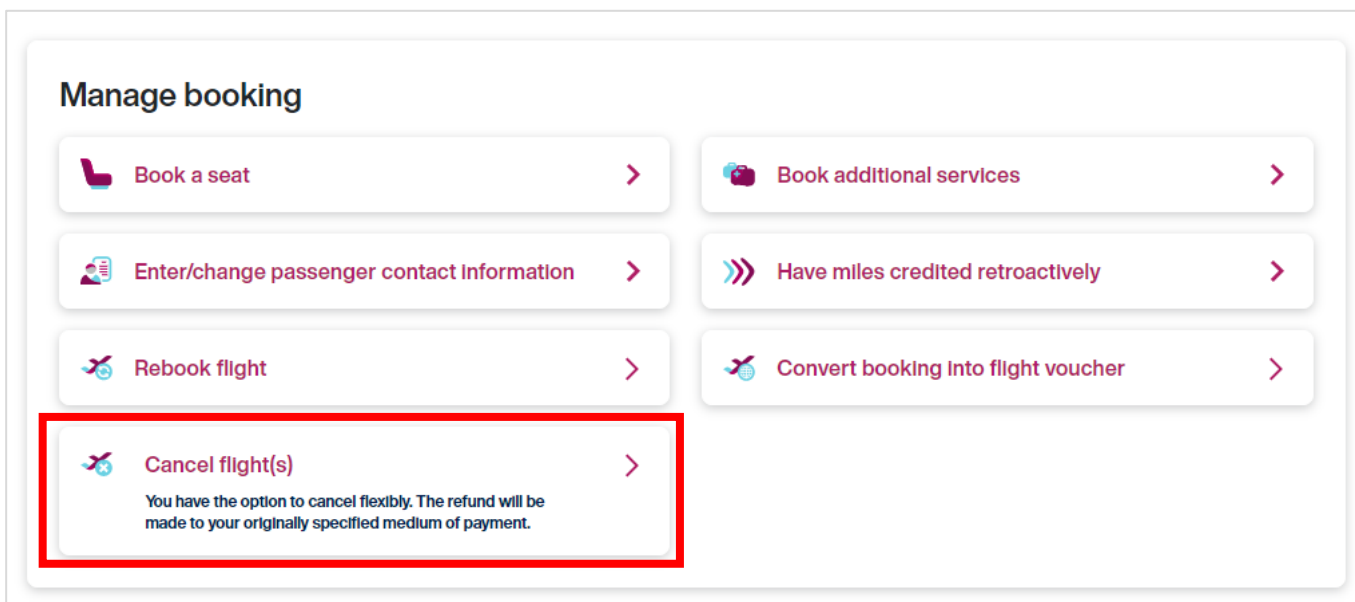 Manage booking
Book a seat
Book additional services
Enter/change passenger contact information
Have miles credited retroactively
Rebook flight
Convert booking into flight voucher
Cancel flight(s)
You have the option to cancel flexibly. The refund will be
made to your originally specified medium of payment.